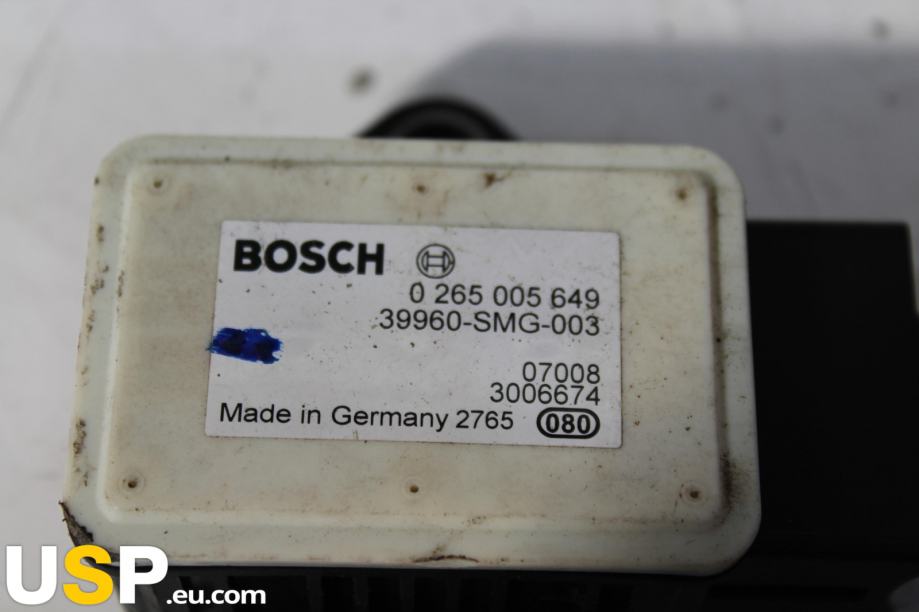 BOSCH
0 265 005 649
39960-SMG-003
07008
3006674
Made in Germany 2765 080
USP.eu.com